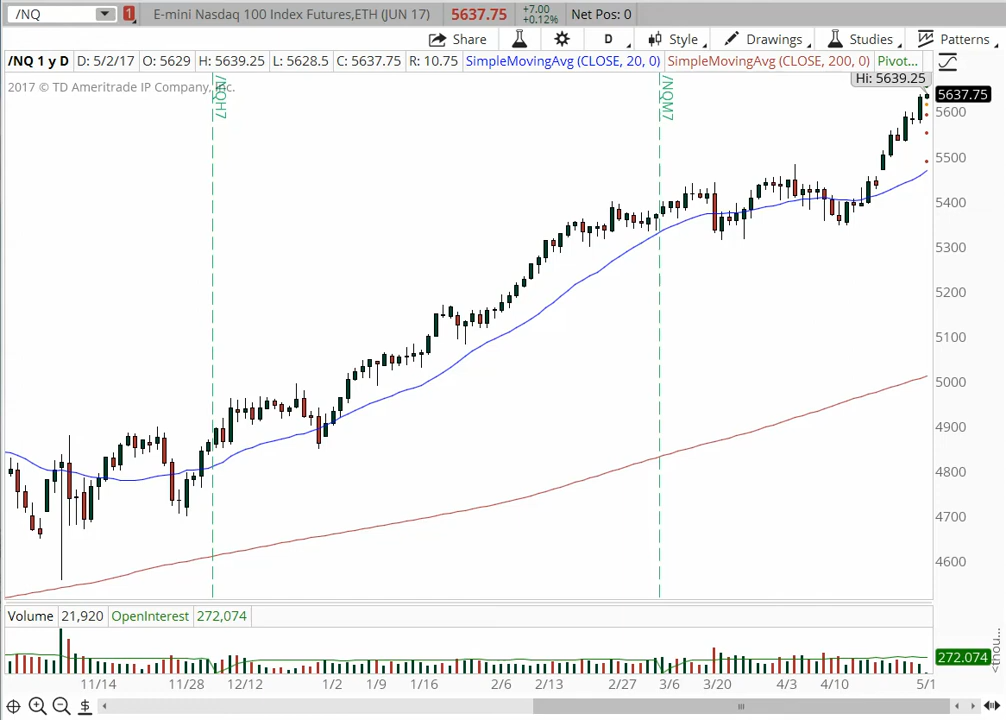 /NQ 1 E-mini Nasdaq 100 Index Futures,ETH (JUN 17) 5637.75 +7.00 +0.12% Net Pos: 0
Share D Style Drawings Studies Patterns
/NQ 1 y D D: 5/2/17 O: 5629 H: 5639.25 L: 5628.5 C: 5637.75 R: 10.75 SimpleMovingAvg (CLOSE, 20, 0) SimpleMovingAvg (CLOSE, 200, 0) Pivot...
2017 © TD Ameritrade IP Company, Inc.
/NQH7
/NQM7
Hi: 5639.25
5637.75
5600
5500
5400
5300
5200
5100
5000
4900
4800
4700
4600
Volume 21,920 OpenInterest 272,074
272.074
<thou...
11/14 11/28 12/12 1/2 1/9 1/16 2/6 2/13 2/27 3/6 3/20 4/3 4/10 5/1
$